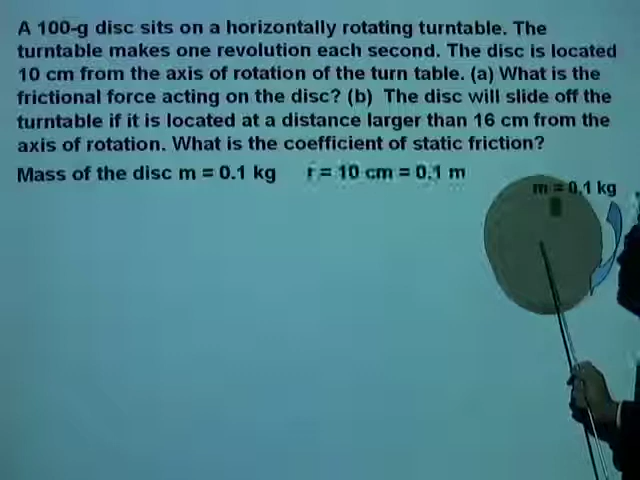 A 100-g disc sits on a horizontally rotating turntable. The
turntable makes one revolution each second. The disc is located
10 cm from the axis of rotation of the turn table. (a) What is the
frictional force acting on the disc? (b) The disc will slide off the
turntable if it is located at a distance larger than 16 cm from the
axis of rotation. What is the coefficient of static friction?
Mass of the disc m = 0.1 kg r = 10 cm = 0.1 m
m = 0.1 kg